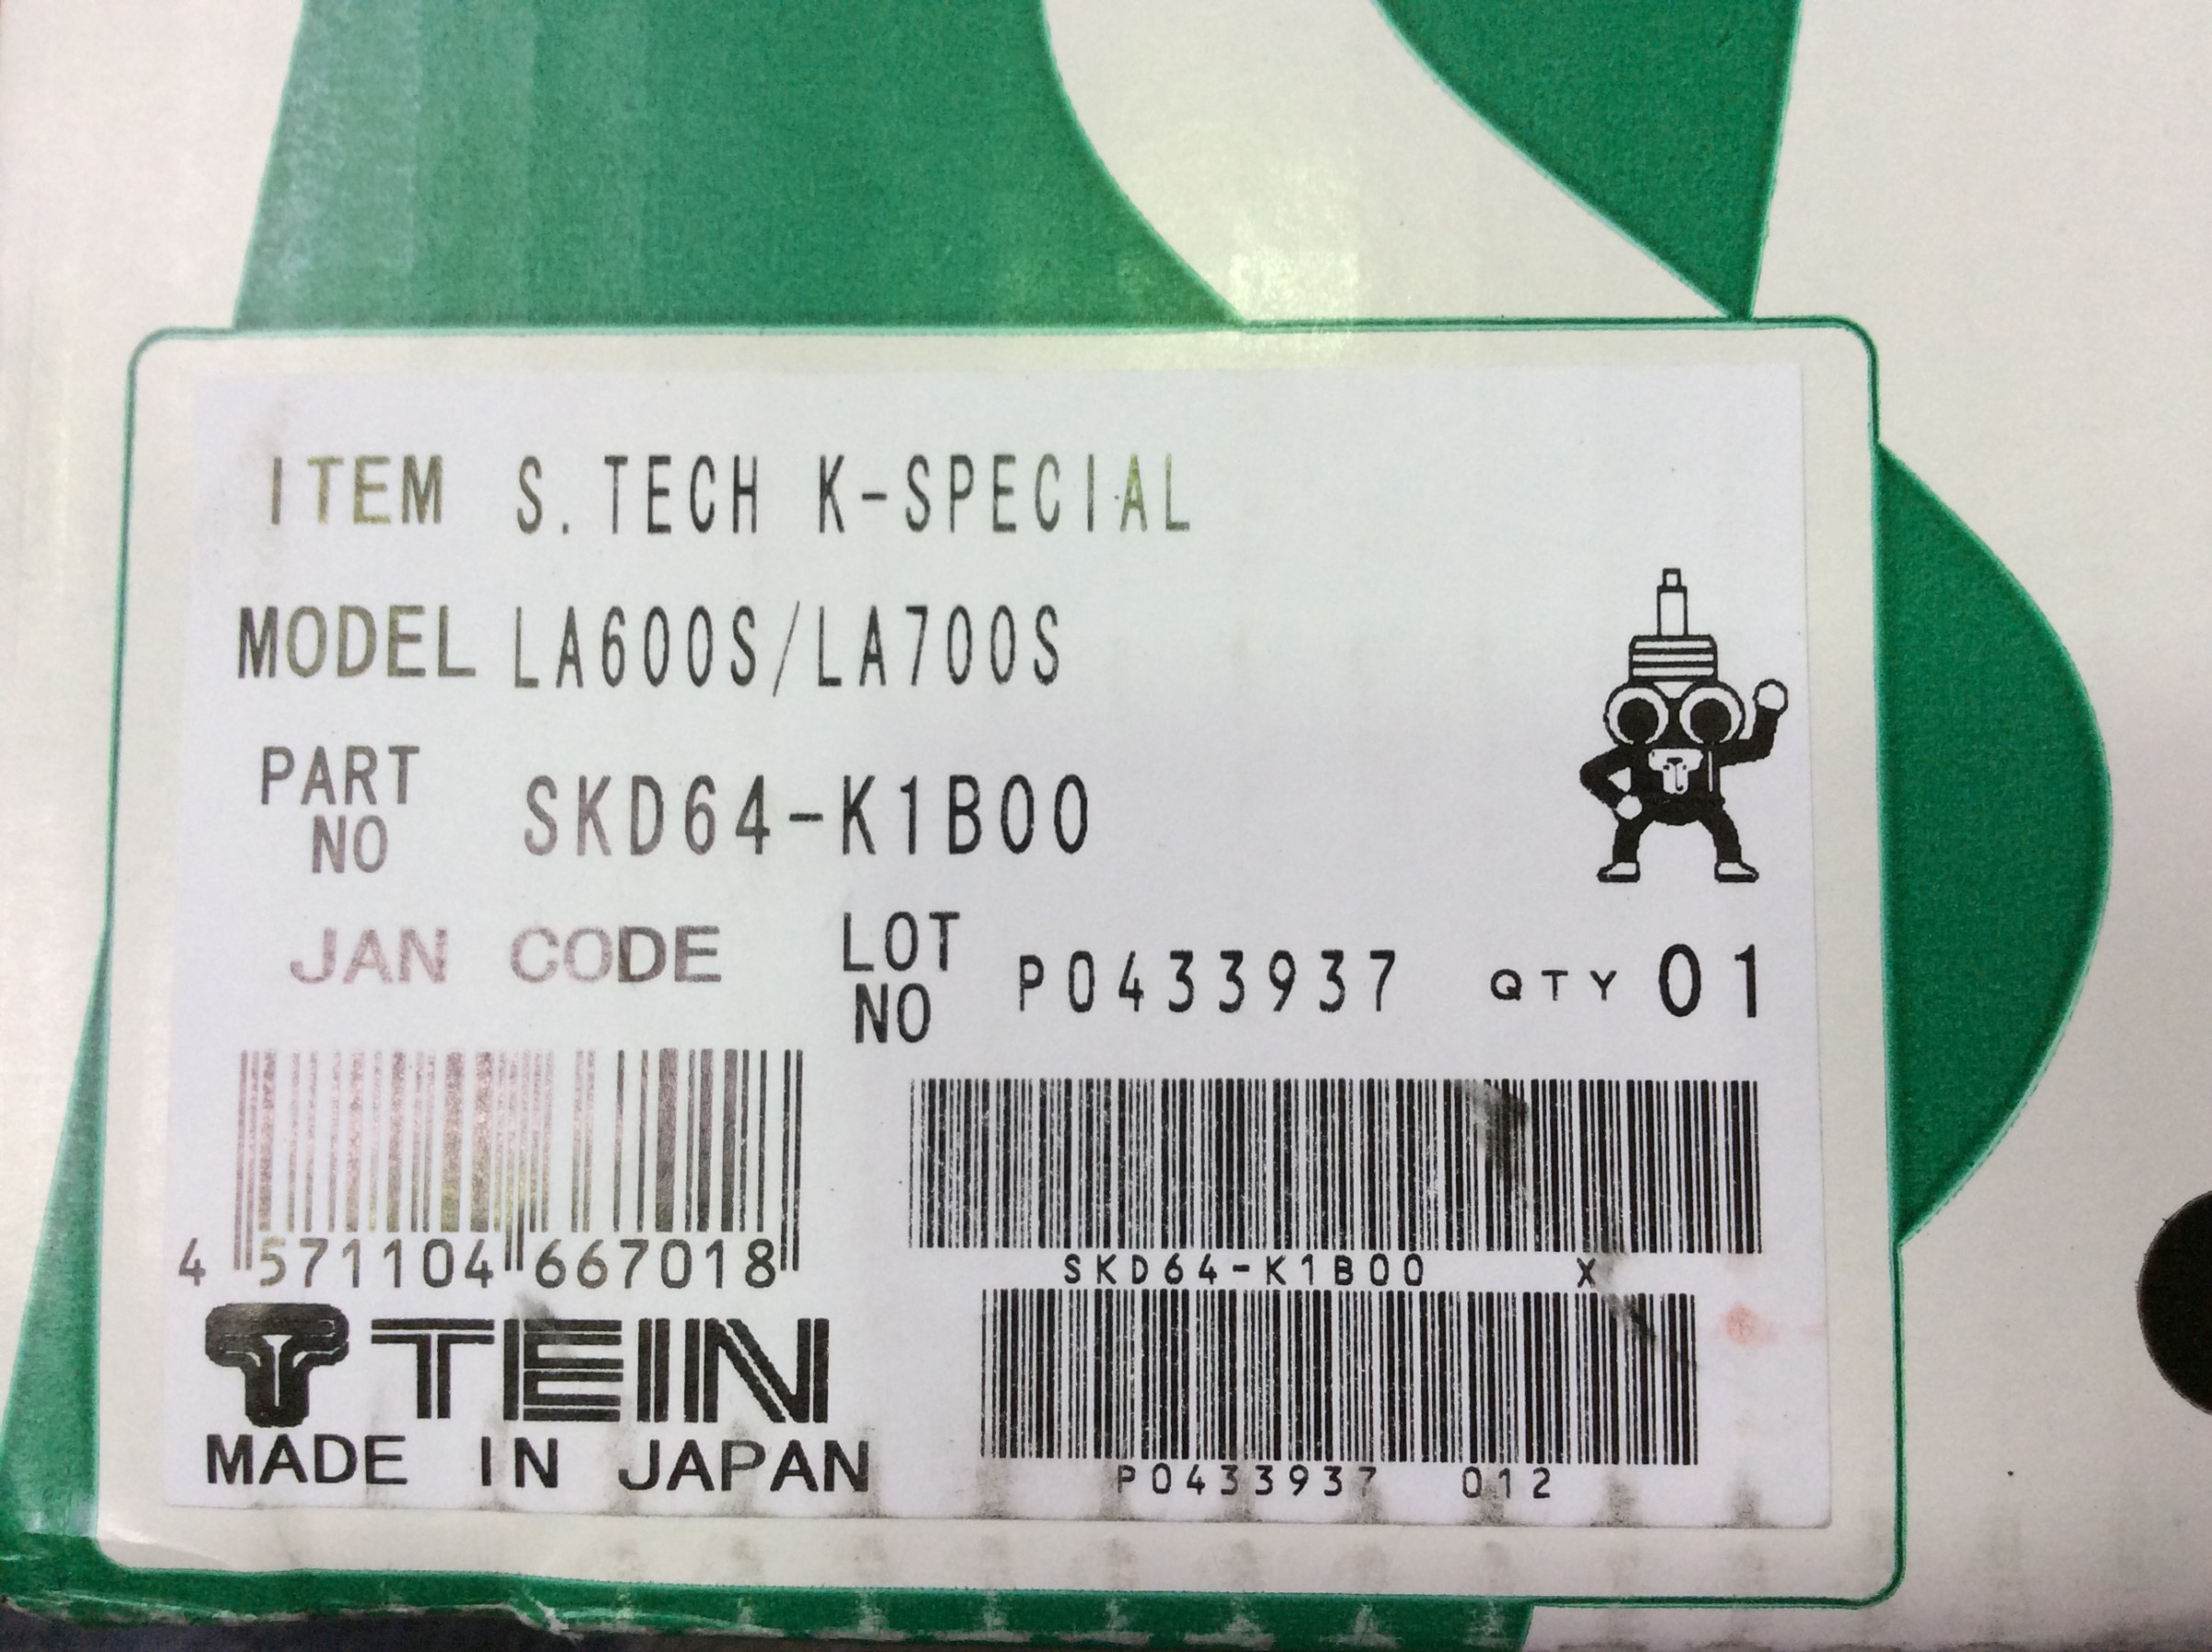 ITEM S. TECH K-SPECIAL
MODEL LA600S/LA700S
PART NO SKD64-K1B00
JAN CODE
LOT NO P0433937 QTY 01
4 571104 667018
SKD64-K1B00 X
P0433937 012
TEIN
MADE IN JAPAN